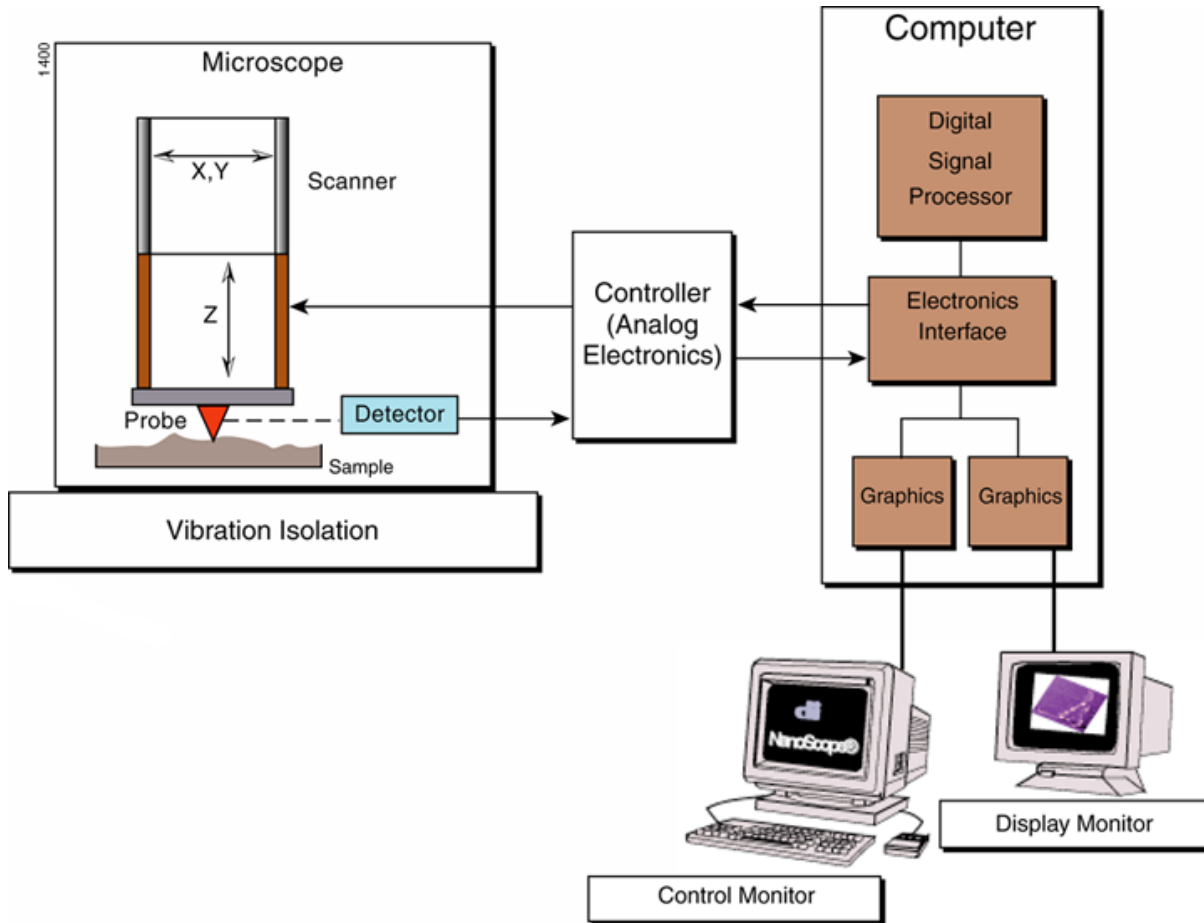 1400
Microscope
X,Y
Scanner
Z
Probe
Detector
Sample
Vibration Isolation
Controller
(Analog
Electronics)
Computer
Digital
Signal
Processor
Electronics
Interface
Graphics
Graphics
di
NanoScope®
Control Monitor
Display Monitor